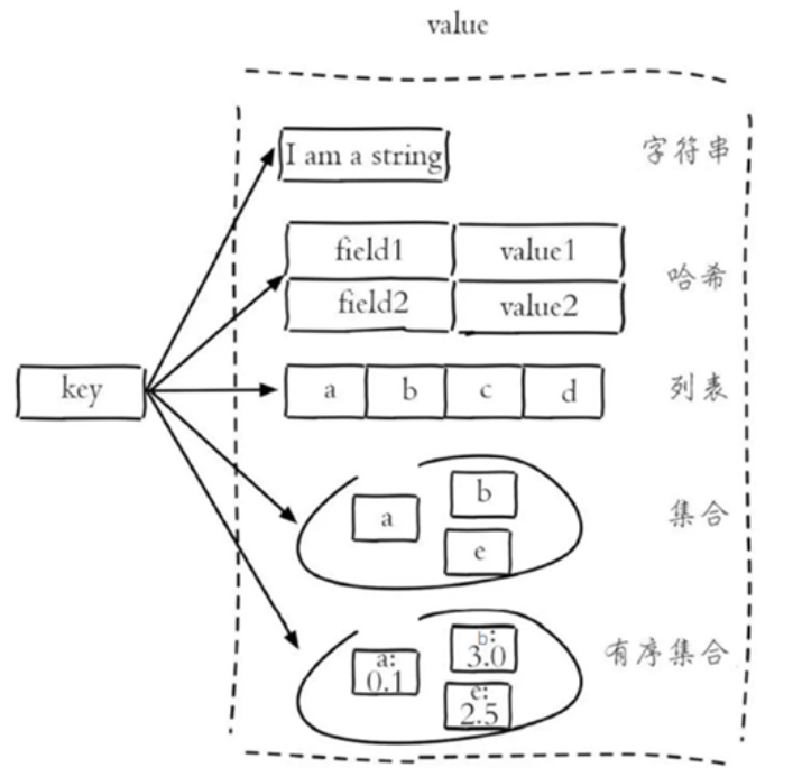 value
I am a string
字符串
field1 value1
哈希
field2 value2
key
a b c d
列表
b
a
集合
e
b:
3.0
a:
0.1
有序集合
e:
2.5